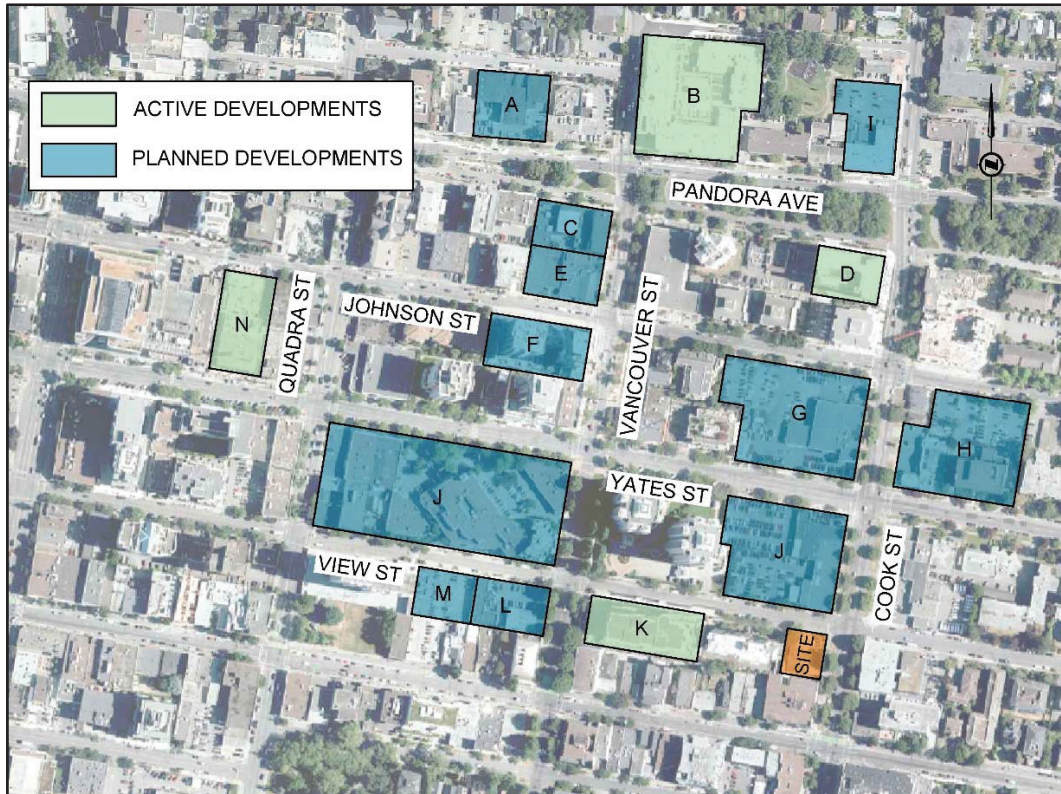 ACTIVE DEVELOPMENTS
PLANNED DEVELOPMENTS
A
B
I
PANDORA AVE
C
E
D
N
QUADRA ST
JOHNSON ST
F
VANCOUVER ST
G
H
J
YATES ST
J
COOK ST
VIEW ST
M
L
K
SITE